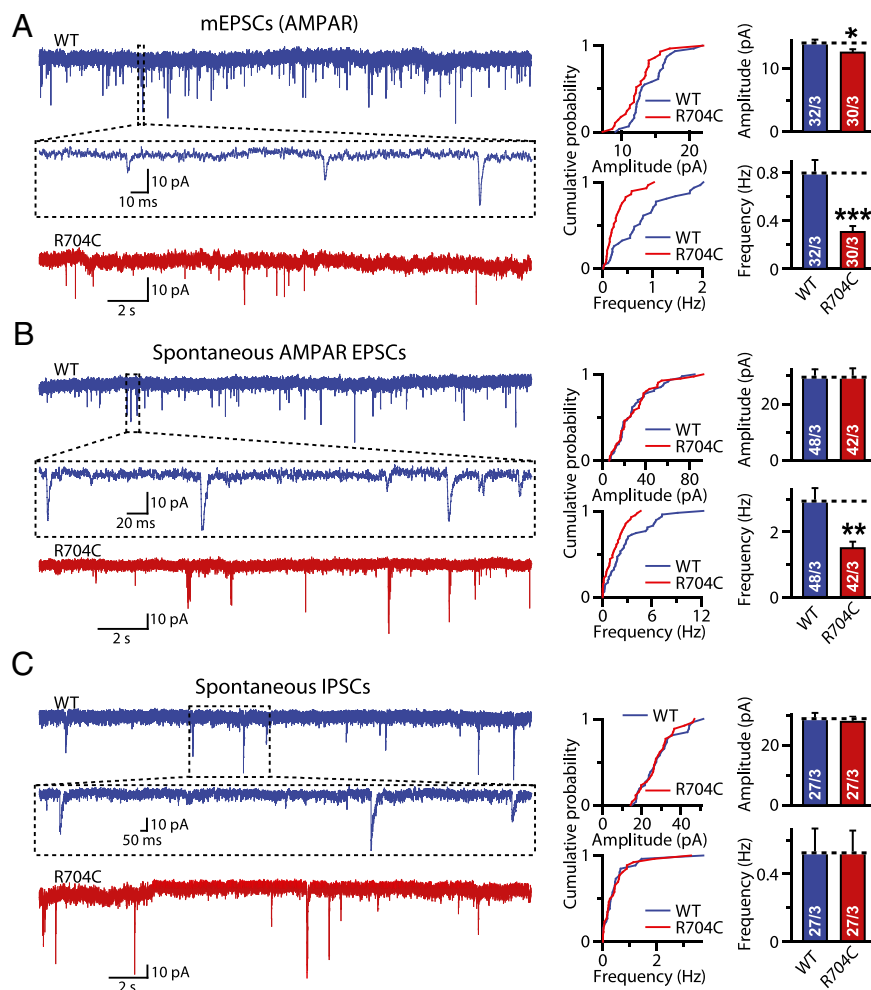 A
mEPSCs (AMPAR)
WT
10 pA
10 ms
R704C
10 pA
2 s
Cumulative probability
1
0
WT
R704C
10
20
Amplitude (pA)
1
0
WT
R704C
0
1
2
Frequency (Hz)
Amplitude (pA)
10
0
*
32/3
30/3
Frequency (Hz)
0.8
0.4
0
***
32/3
30/3
WT
R704C
B
Spontaneous AMPAR EPSCs
WT
10 pA
20 ms
R704C
10 pA
2 s
Cumulative probability
1
0
WT
R704C
0
40
80
Amplitude (pA)
1
0
WT
R704C
0
6
12
Frequency (Hz)
Amplitude (pA)
20
0
48/3
42/3
Frequency (Hz)
2
0
**
48/3
42/3
WT
R704C
C
Spontaneous IPSCs
WT
10 pA
50 ms
R704C
10 pA
2 s
Cumulative probability
1
0
WT
R704C
0
20
40
Amplitude (pA)
1
0
WT
R704C
0
2
Frequency (Hz)
Amplitude (pA)
20
0
27/3
27/3
Frequency (Hz)
0.4
0
27/3
27/3
WT
R704C